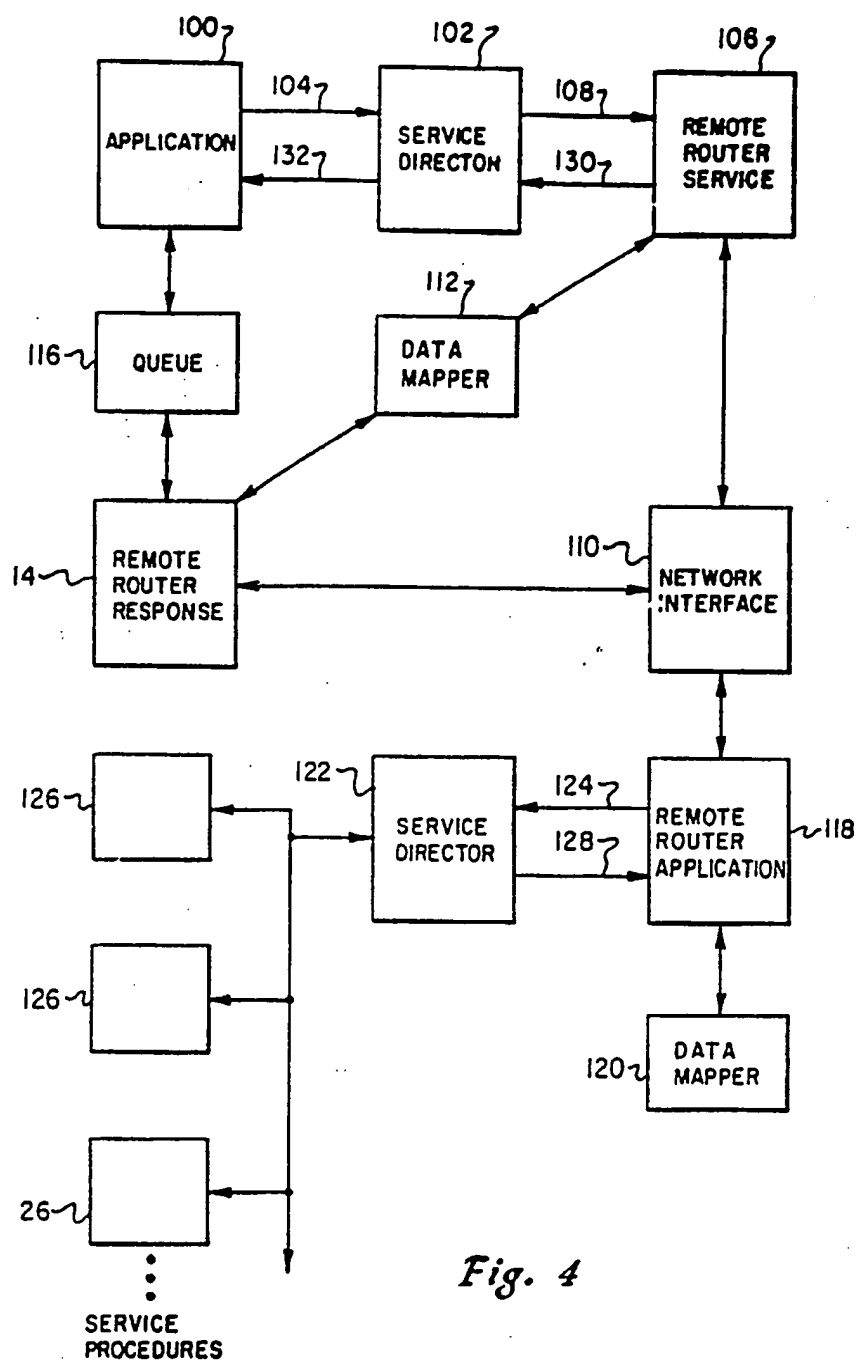 100
102
106
104
108
APPLICATION
SERVICE
DIRECTOR
REMOTE
ROUTER
SERVICE
132
130
112
116
QUEUE
DATA
MAPPER
14
REMOTE
ROUTER
RESPONSE
110
NETWORK
INTERFACE
126
122
SERVICE
DIRECTOR
124
128
REMOTE
ROUTER
APPLICATION
118
126
120
DATA
MAPPER
26
SERVICE
PROCEDURES
Fig. 4